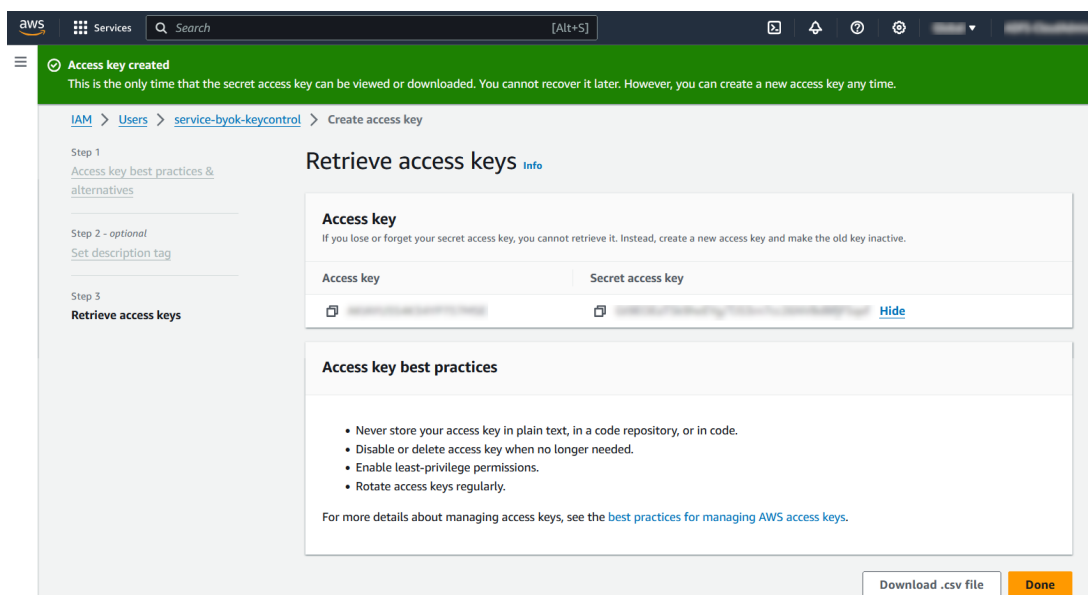 aws
Services
Search
[Alt+S]
Access key created
This is the only time that the secret access key can be viewed or downloaded. You cannot recover it later. However, you can create a new access key any time.
IAM > Users > service-byok-keycontrol > Create access key
Step 1
Access key best practices &
alternatives
Step 2 - optional
Set description tag
Step 3
Retrieve access keys
Retrieve access keys Info
Access key
If you lose or forget your secret access key, you cannot retrieve it. Instead, create a new access key and make the old key inactive.
Access key
Secret access key
Hide
Access key best practices
• Never store your access key in plain text, in a code repository, or in code.
• Disable or delete access key when no longer needed.
• Enable least-privilege permissions.
• Rotate access keys regularly.
For more details about managing access keys, see the best practices for managing AWS access keys.
Download .csv file
Done